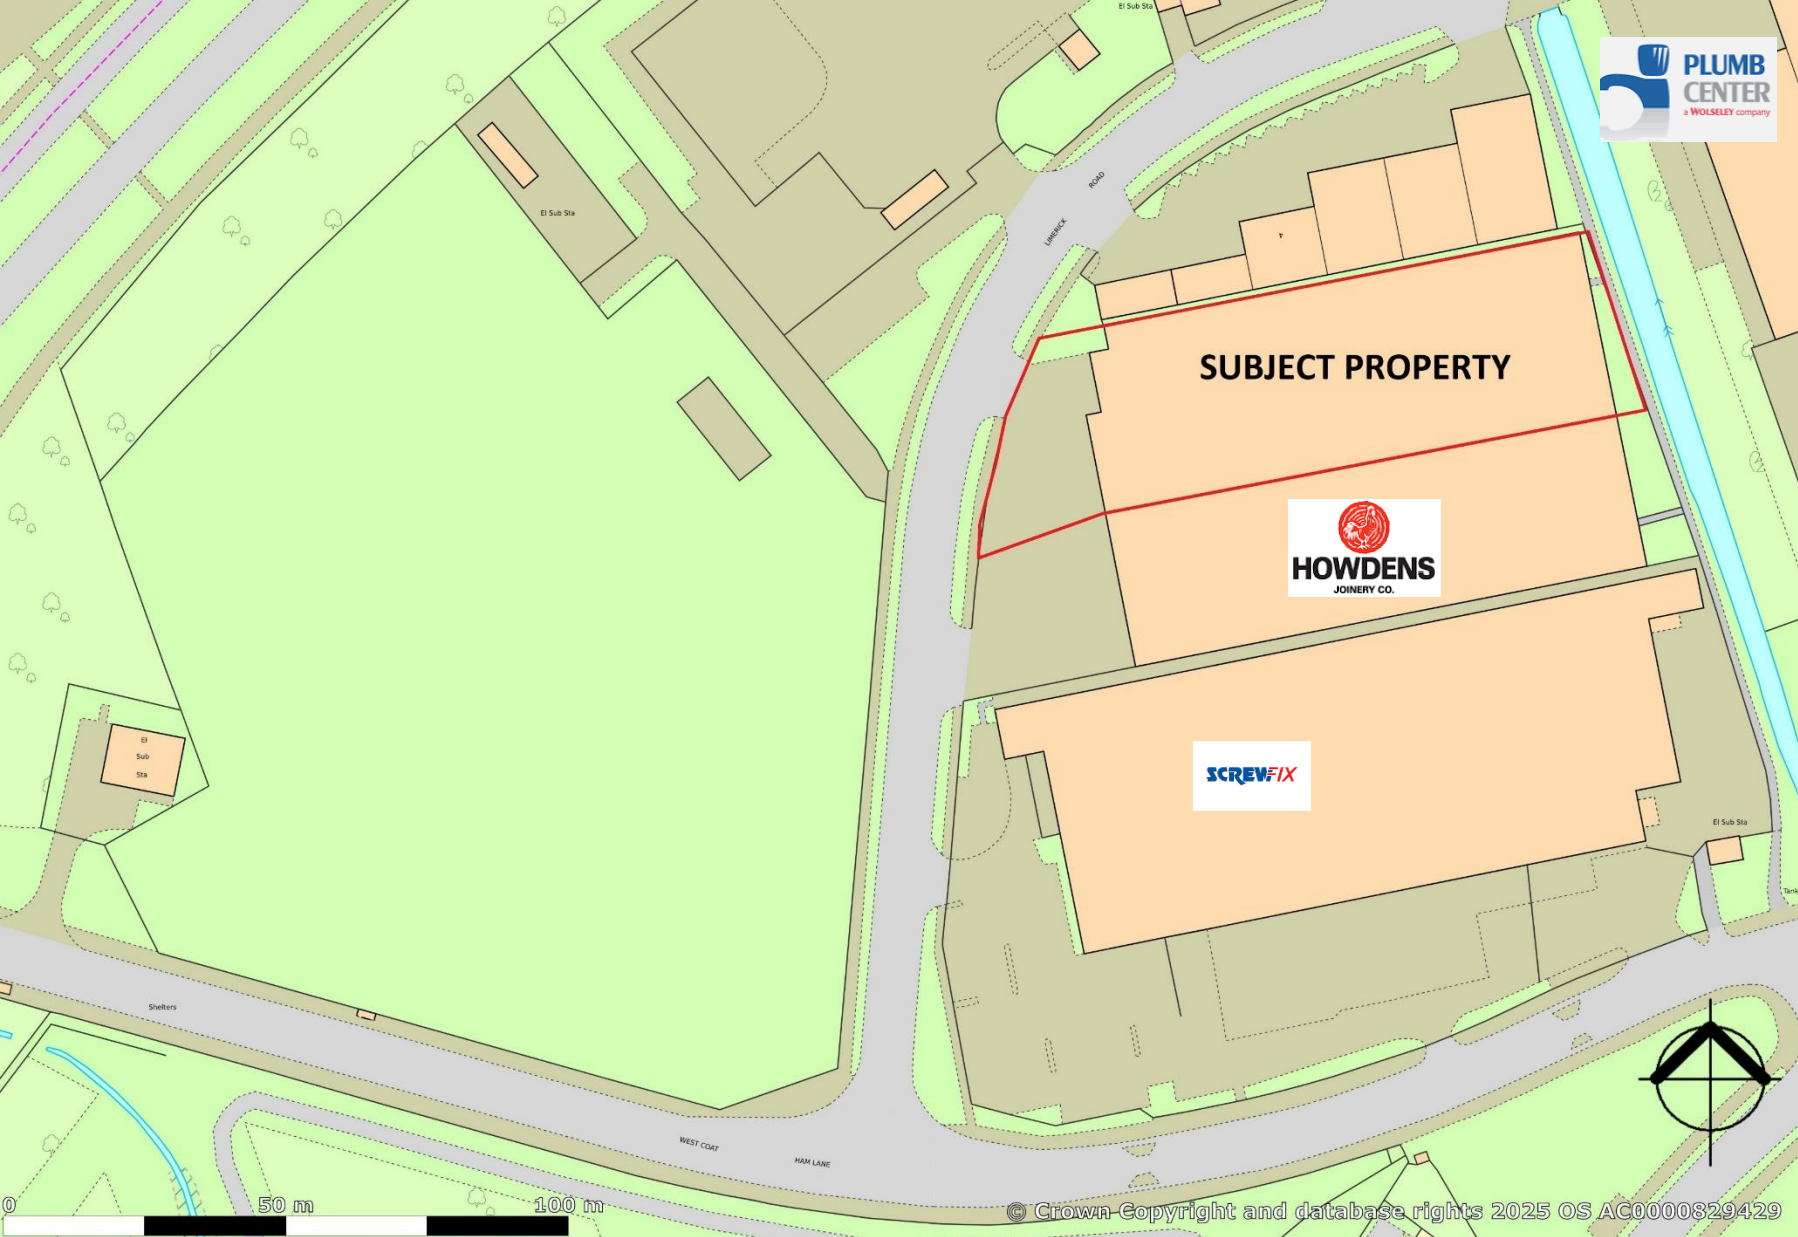 El Sub Sta
PLUMB
CENTER
a WOLSELEY company
El Sub Sta
ROAD
LIMERICK
SUBJECT PROPERTY
HOWDENS
JOINERY CO.
SCREWFIX
El
Sub
Sta
El Sub Sta
Tank
Shelters
WEST COAT
HAM LANE
0
50 m
100 m
© Crown Copyright and database rights 2025 OS AC0000829429